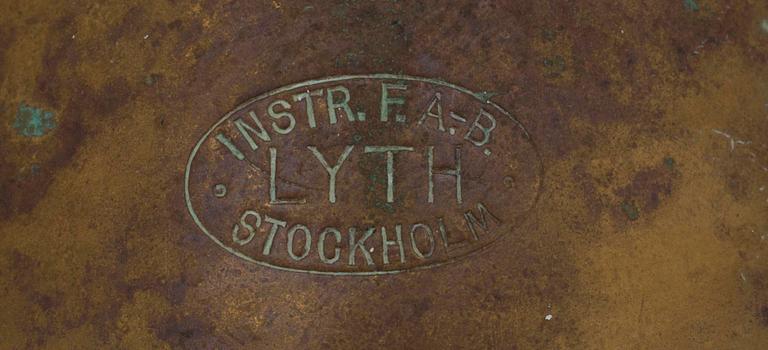 INSTR. F. A.-B.
LYTH
STOCKHOLM